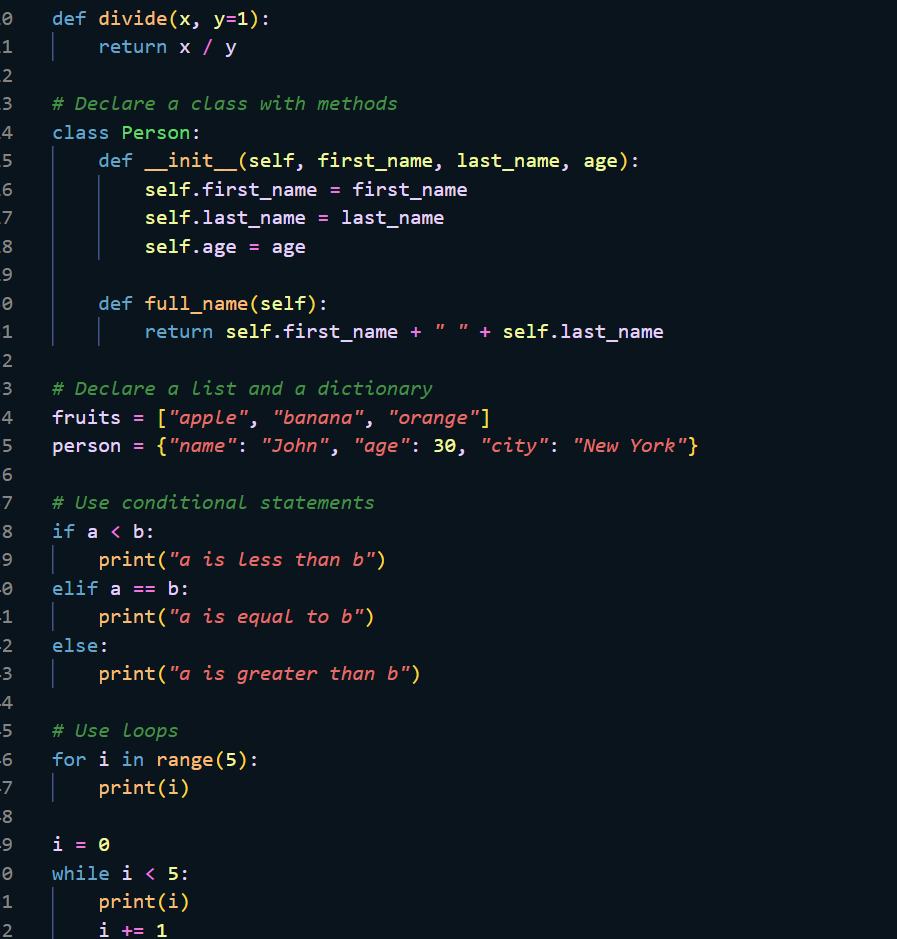 0 def divide(x, y=1):
1     return x / y
2
3 # Declare a class with methods
4 class Person:
5     def __init__(self, first_name, last_name, age):
6         self.first_name = first_name
7         self.last_name = last_name
8         self.age = age
9
0     def full_name(self):
1         return self.first_name + " " + self.last_name
2
3 # Declare a list and a dictionary
4 fruits = ["apple", "banana", "orange"]
5 person = {"name": "John", "age": 30, "city": "New York"}
6
7 # Use conditional statements
8 if a < b:
9     print("a is less than b")
0 elif a == b:
1     print("a is equal to b")
2 else:
3     print("a is greater than b")
4
5 # Use loops
6 for i in range(5):
7     print(i)
8
9 i = 0
0 while i < 5:
1     print(i)
2     i += 1